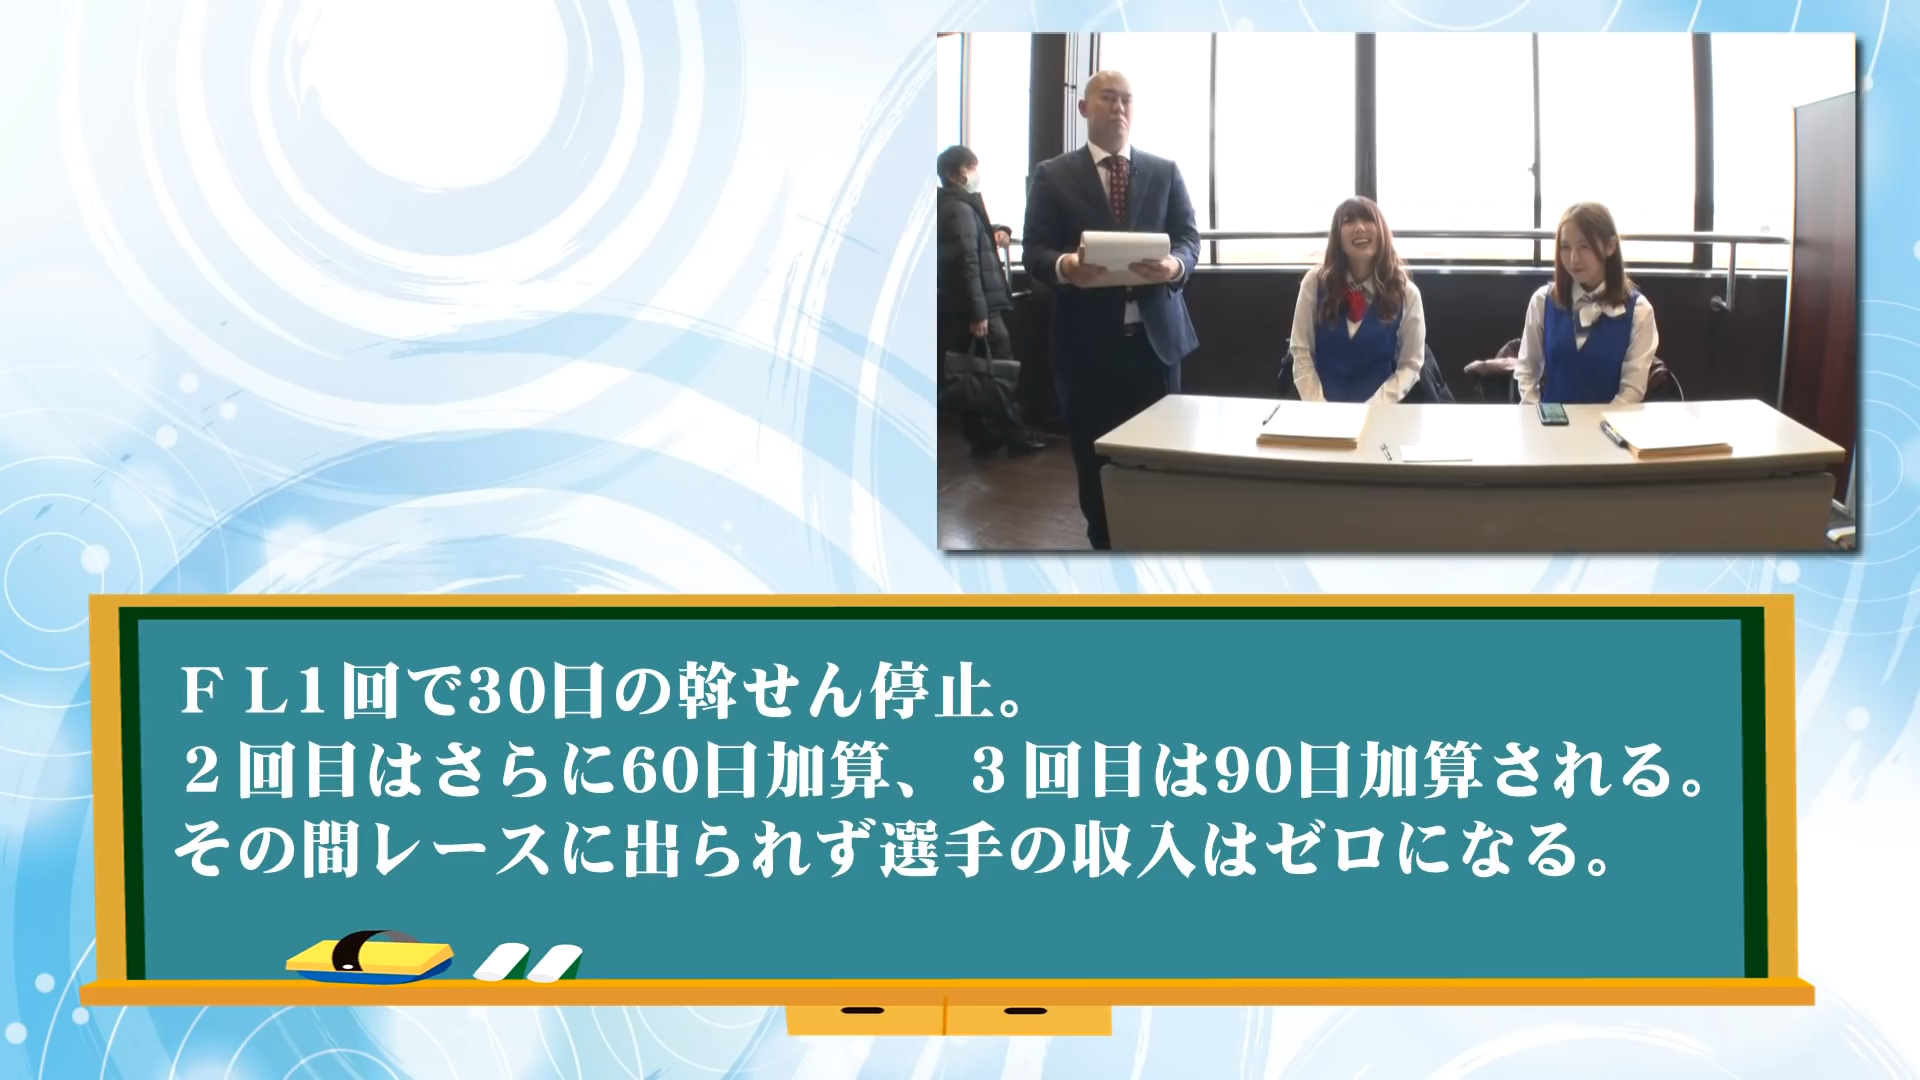 ＦＬ1回で30日の斡せん停止。
２回目はさらに60日加算、３回目は90日加算される。
その間レースに出られず選手の収入はゼロになる。